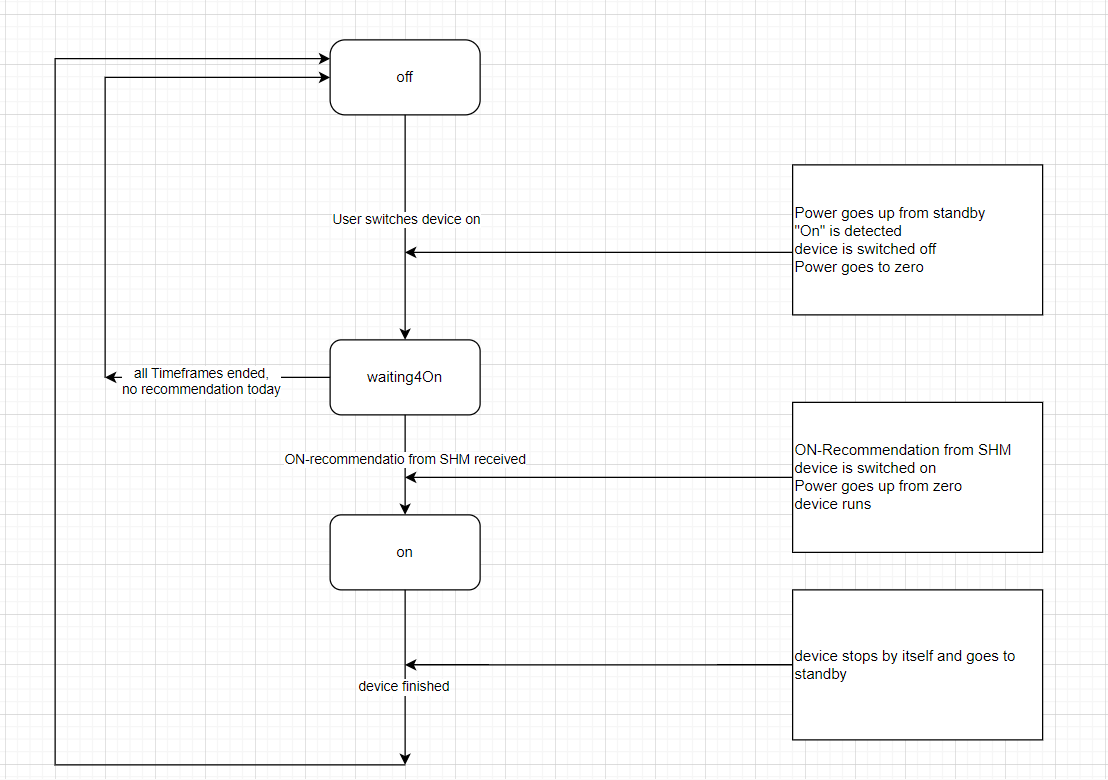 off
User switches device on
Power goes up from standby
"On" is detected
device is switched off
Power goes to zero
all Timeframes ended,
no recommendation today
waiting4On
ON-recommendatio from SHM received
ON-Recommendation from SHM
device is switched on
Power goes up from zero
device runs
on
device stops by itself and goes to
standby
device finished